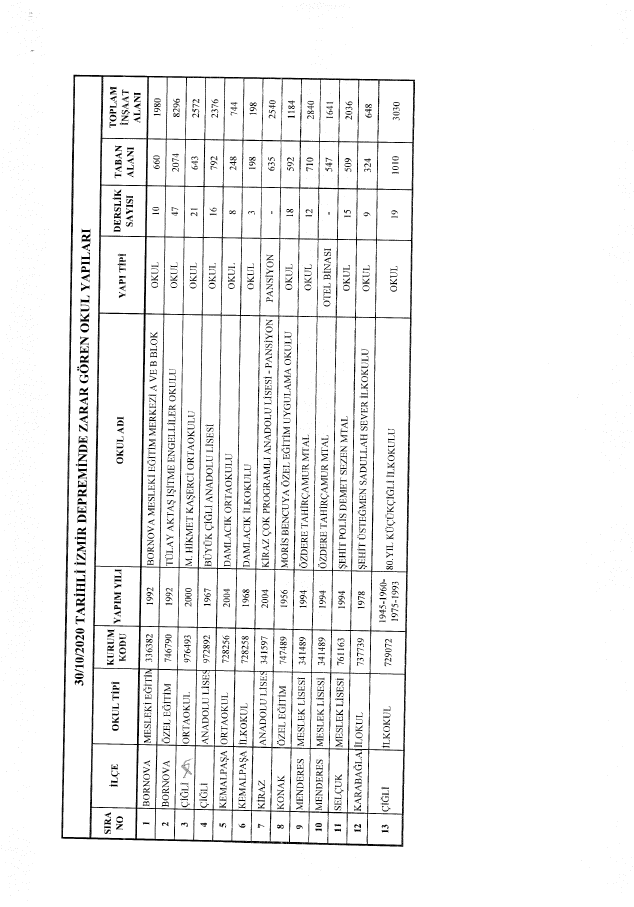 30/10/2020 TARİHLİ İZMİR DEPREMİNDE ZARAR GÖREN OKUL YAPILARI
SIRA NO İLÇE OKUL TİPİ KURUM KODU YAPIM YILI OKUL ADI YAPI TİPİ DERSLİK SAYISI TABAN ALANI TOPLAM İNŞAAT ALANI
1 BORNOVA MESLEKİ EĞİTİM 336382 1992 BORNOVA MESLEKİ EĞİTİM MERKEZİ A VE B BLOK OKUL 10 660 1980
2 BORNOVA ÖZEL EĞİTİM 746790 1992 TÜLAY AKTAŞ İŞİTME ENGELLİLER OKULU OKUL 47 2074 8296
3 ÇİĞLİ ORTAOKUL 976493 2000 M. HİKMET KAŞERCİ ORTAOKULU OKUL 21 643 2572
4 ÇİĞLİ ANADOLU LİSES 972892 1967 BÜYÜK ÇİĞLİ ANADOLU LİSESİ OKUL 16 792 2376
5 KEMALPAŞA ORTAOKUL 728256 2004 DAMLACIK ORTAOKULU OKUL 8 248 744
6 KEMALPAŞA İLKOKUL 728258 1968 DAMLACIK İLKOKULU OKUL 3 198 198
7 KİRAZ ANADOLU LİSES 341597 2004 KİRAZ ÇOK PROGRAMLI ANADOLU LİSESİ - PANSİYON PANSİYON - 635 2540
8 KONAK ÖZEL EĞİTİM 747489 1956 MORİS BENCUYA ÖZEL EĞİTİM UYGULAMA OKULU OKUL 18 592 1184
9 MENDERES MESLEK LİSESİ 341489 1994 ÖZDERE TAHİRÇAMUR MTAL OKUL 12 710 2840
10 MENDERES MESLEK LİSESİ 341489 1994 ÖZDERE TAHİRÇAMUR MTAL OTEL BİNASI - 547 1641
11 SELÇUK MESLEK LİSESİ 761163 1994 ŞEHİT POLİS DEMET SEZEN MTAL OKUL 15 509 2036
12 KARABAĞLA İLOKUL 737739 1978 ŞEHİT ÜSTEĞMEN SADULLAH SEVER İLKOKULU OKUL 9 324 648
13 ÇİĞLİ İLKOKUL 729072 1945-1960-1975-1993 80.YIL KÜÇÜKÇİĞLİ İLKOKULU OKUL 19 1010 3030